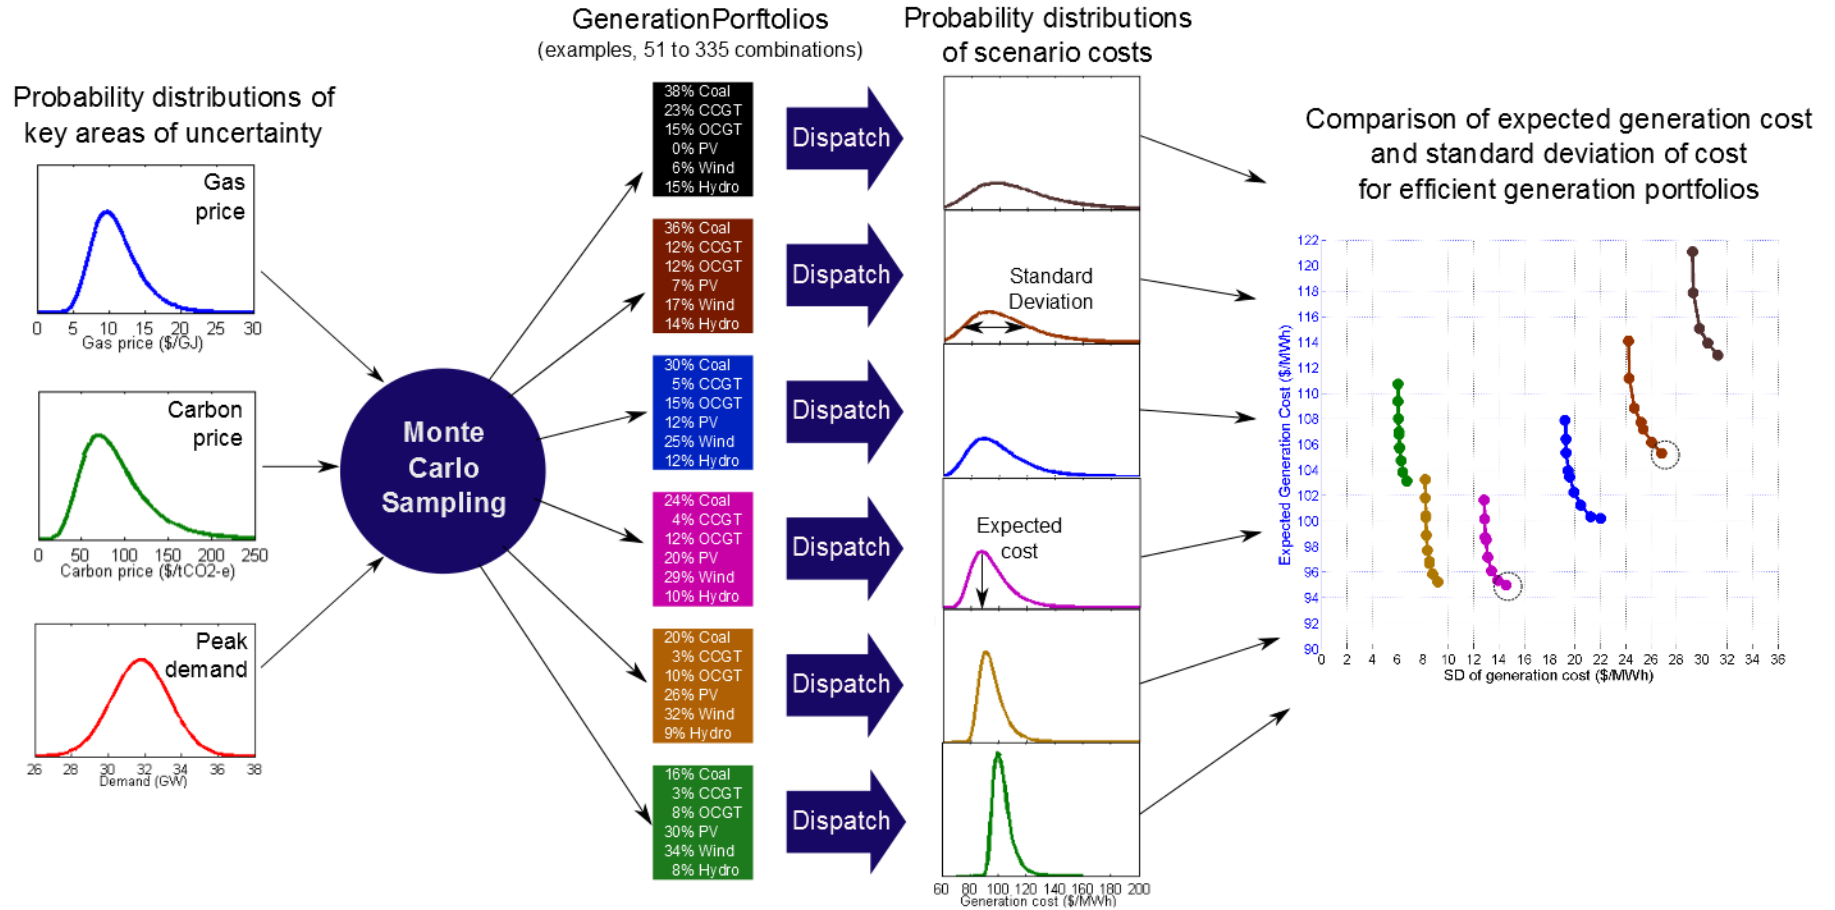 Probability distributions of
key areas of uncertainty
Gas
price
0 5 10 15 20 25 30
Gas price ($/GJ)
Carbon
price
0 50 100 150 200 250
Carbon price ($/tCO2-e)
Peak
demand
26 28 30 32 34 36 38
Demand (GW)
Monte
Carlo
Sampling
GenerationPorftolios
(examples, 51 to 335 combinations)
38% Coal
23% CCGT
15% OCGT
0% PV
6% Wind
15% Hydro
36% Coal
12% CCGT
12% OCGT
7% PV
17% Wind
14% Hydro
30% Coal
5% CCGT
15% OCGT
12% PV
25% Wind
12% Hydro
24% Coal
4% CCGT
12% OCGT
20% PV
29% Wind
10% Hydro
20% Coal
3% CCGT
10% OCGT
26% PV
32% Wind
9% Hydro
16% Coal
3% CCGT
8% OCGT
30% PV
34% Wind
8% Hydro
Dispatch
Dispatch
Dispatch
Dispatch
Dispatch
Dispatch
Probability distributions
of scenario costs
Standard
Deviation
Expected
cost
60 80 100 120 140 160 180 200
Generation cost ($/MWh)
Comparison of expected generation cost
and standard deviation of cost
for efficient generation portfolios
Expected Generation Cost ($/MWh)
122
120
118
116
114
110
108
106
104
102
100
98
96
94
92
90
0 2 4 6 8 10 12 14 16 18 20 22 24 26 28 30 32 34 36
SD of generation cost ($/MWh)